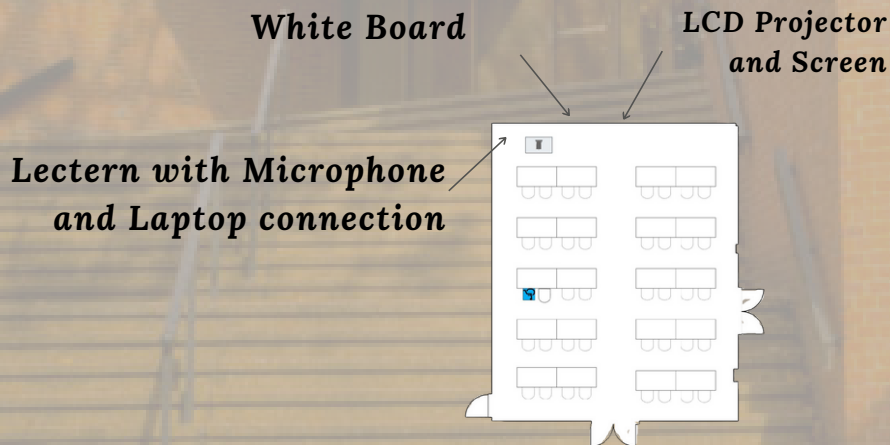 White Board
LCD Projector
and Screen
Lectern with Microphone
and Laptop connection